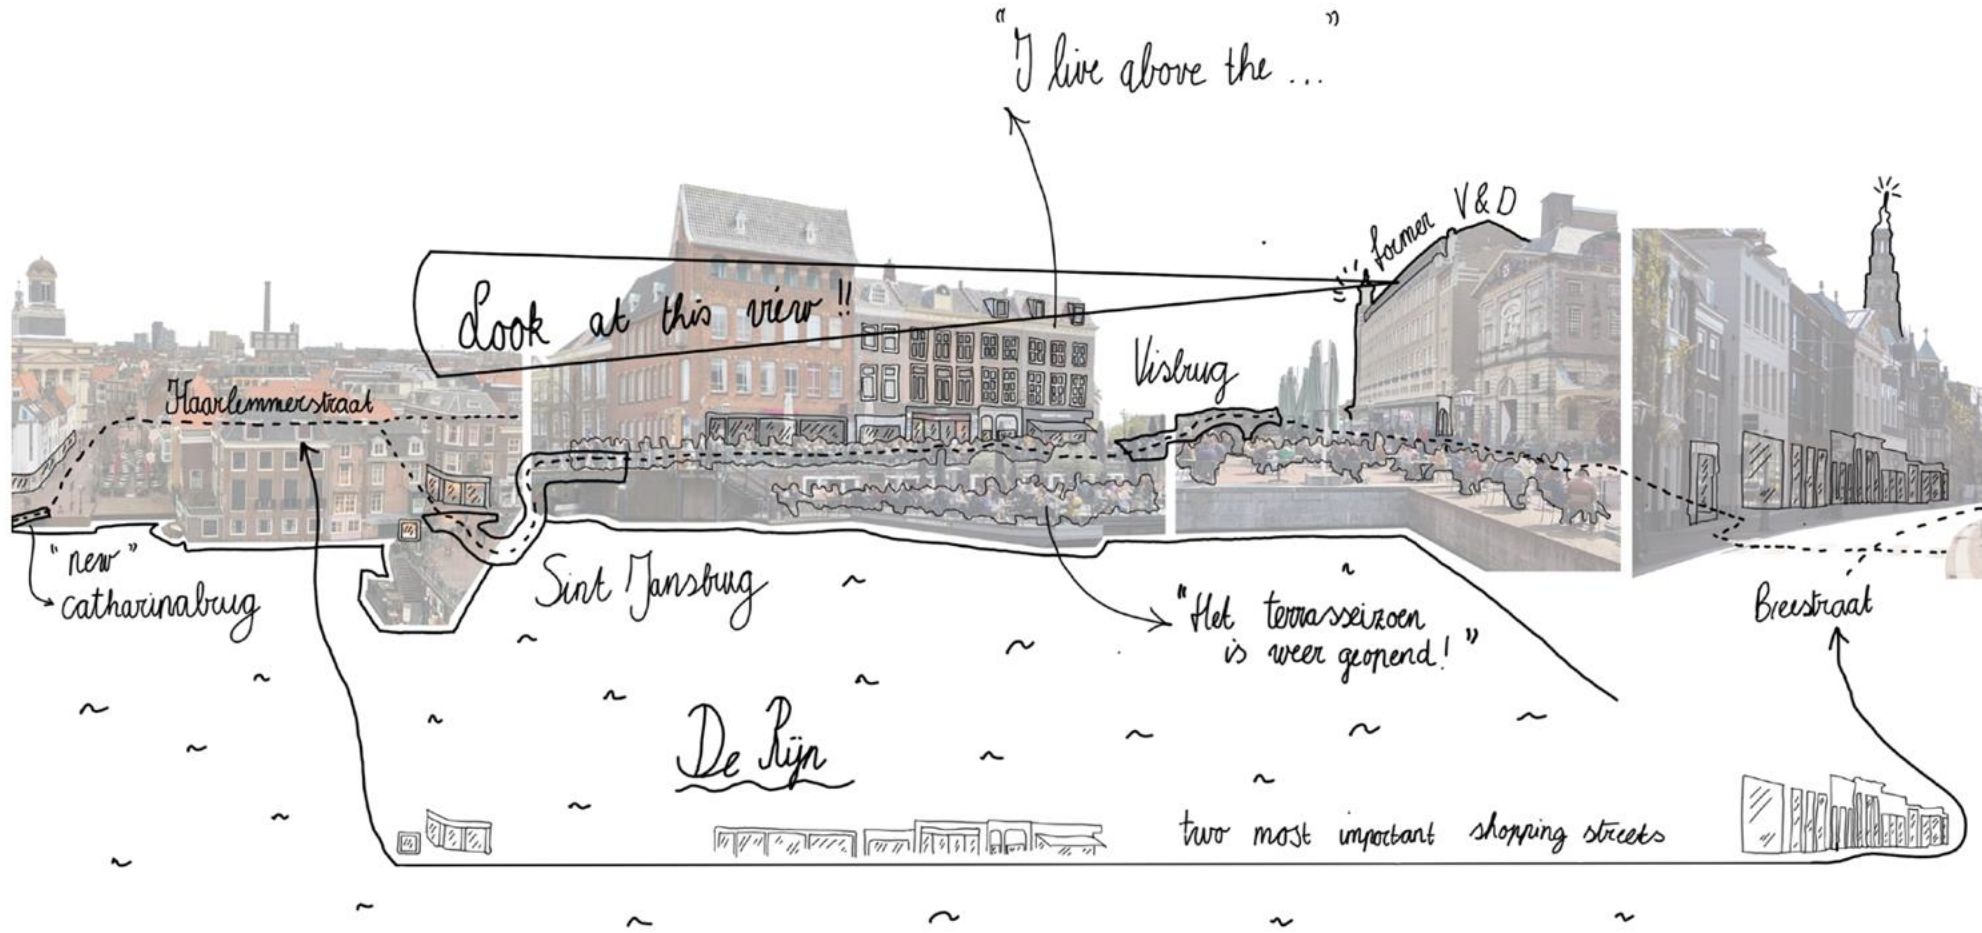 "I live above the ..."
former V&D
Look at this view !!
Visbrug
Haarlemmerstraat
"new"
catharinabrug
Sint Jansbrug
"Het terrasseizoen
is weer geopend!"
Breestraat
De Rijn
two most important shopping streets